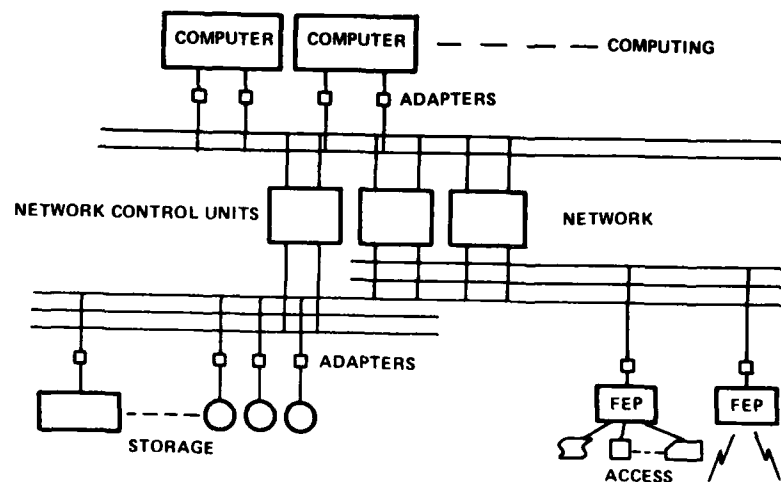 COMPUTER
COMPUTER
COMPUTING
ADAPTERS
NETWORK CONTROL UNITS
NETWORK
ADAPTERS
FEP
FEP
STORAGE
ACCESS